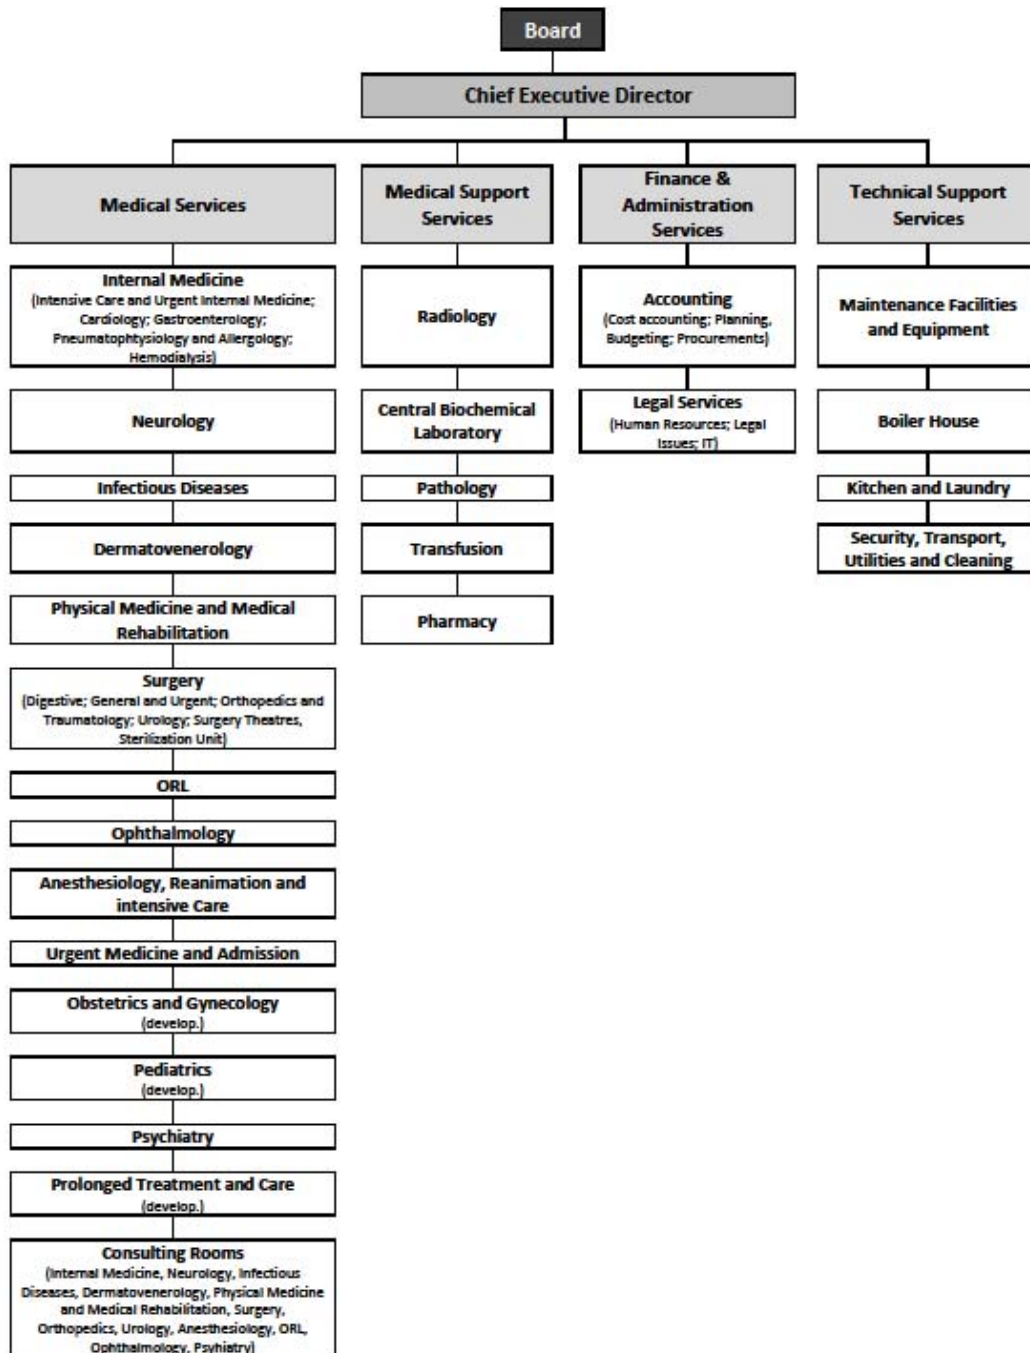 Board
Chief Executive Director
Medical Services
Internal Medicine
(Intensive Care and Urgent Internal Medicine;
Cardiology; Gastroenterology;
Pneumatophtysiology and Allergology;
Hemodialysis)
Neurology
Infectious Diseases
Dermatovenerology
Physical Medicine and Medical
Rehabilitation
Surgery
(Digestive; General and Urgent; Orthopedics and
Traumatology; Urology; Surgery Theatres,
Sterilization Unit)
ORL
Ophthalmology
Anesthesiology, Reanimation and
intensive Care
Urgent Medicine and Admission
Obstetrics and Gynecology
(develop.)
Pediatrics
(develop.)
Psychiatry
Prolonged Treatment and Care
(develop.)
Consulting Rooms
(Internal Medicine, Neurology, Infectious
Diseases, Dermatovenerology, Physical Medicine
and Medical Rehabilitation, Surgery,
Orthopedics, Urology, Anesthesiology, ORL,
Ophthalmology, Psyhiatry)
Medical Support
Services
Radiology
Central Biochemical
Laboratory
Pathology
Transfusion
Pharmacy
Finance &
Administration
Services
Accounting
(Cost accounting; Planning,
Budgeting; Procurements)
Legal Services
(Human Resources; Legal
Issues; IT)
Technical Support
Services
Maintenance Facilities
and Equipment
Boiler House
Kitchen and Laundry
Security, Transport,
Utilities and Cleaning